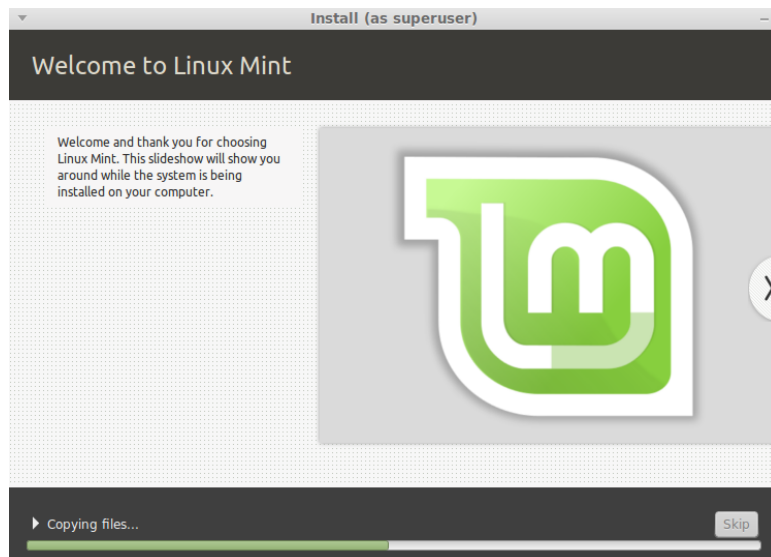 Install (as superuser)
Welcome to Linux Mint
Welcome and thank you for choosing
Linux Mint. This slideshow will show you
around while the system is being
installed on your computer.
lm
Copying files...
Skip